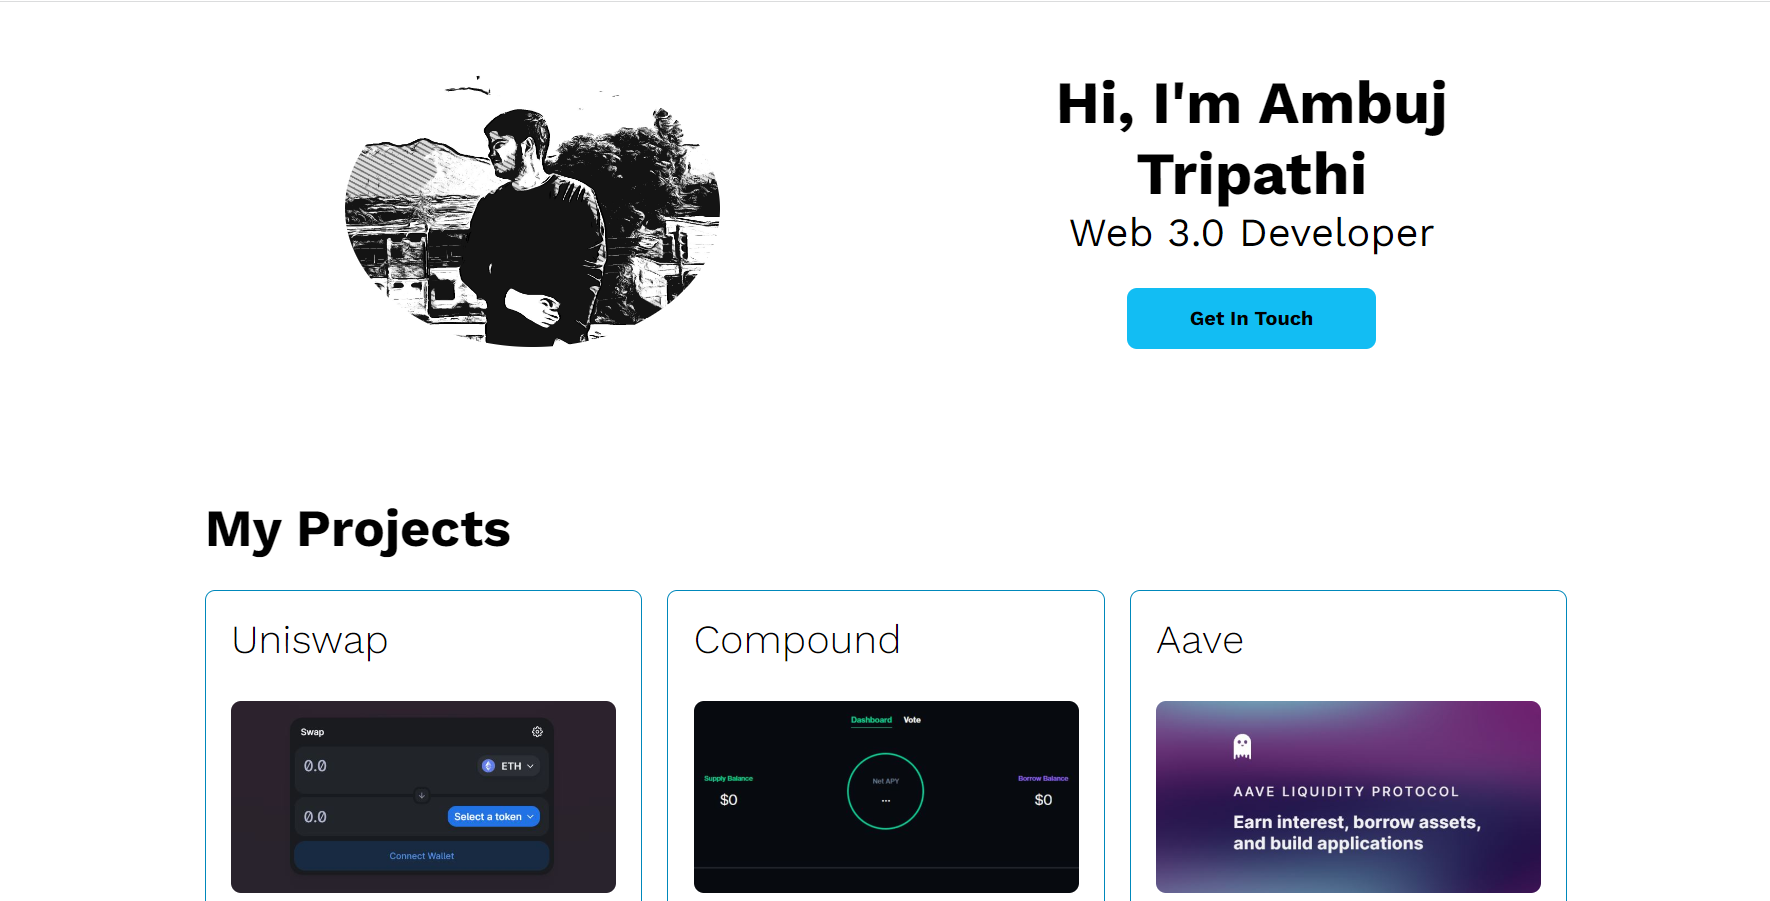 Hi, I'm Ambuj
Tripathi
Web 3.0 Developer
Get In Touch
My Projects
Uniswap
Swap
0.0
ETH
0.0
Select a token
Connect Wallet
Compound
Dashboard Vote
Supply Balance
$0
Net APY
...
Borrow Balance
$0
Aave
AAVE LIQUIDITY PROTOCOL
Earn interest, borrow assets,
and build applications